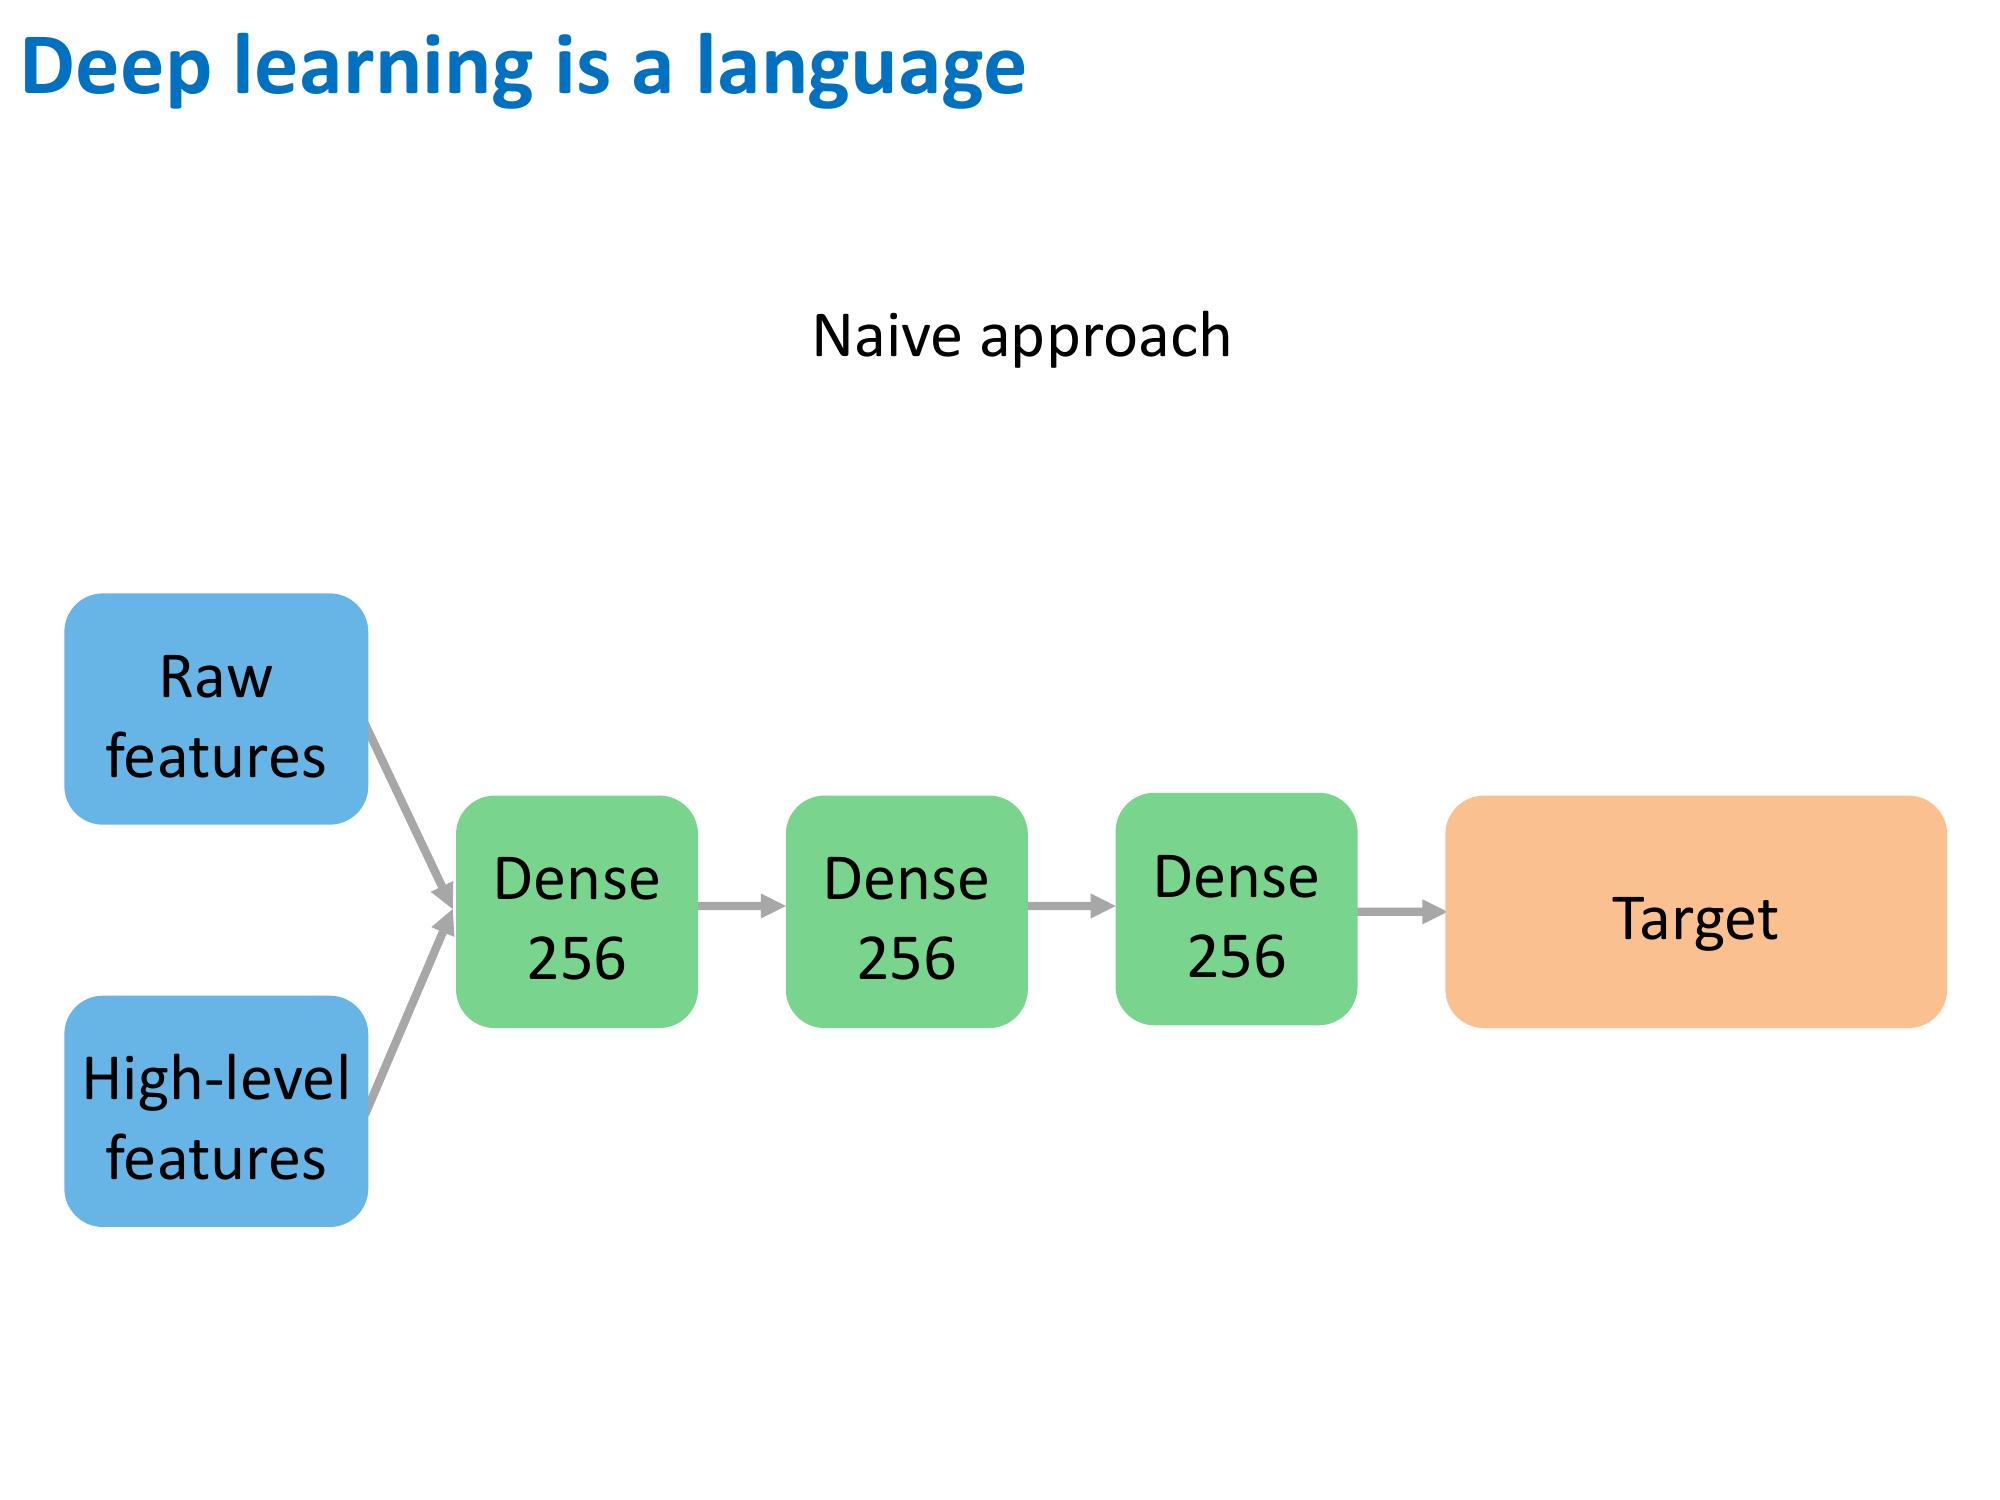 Deep learning is a language
Naive approach
Raw
features
High-level
features
Dense
256
Dense
256
Dense
256
Target